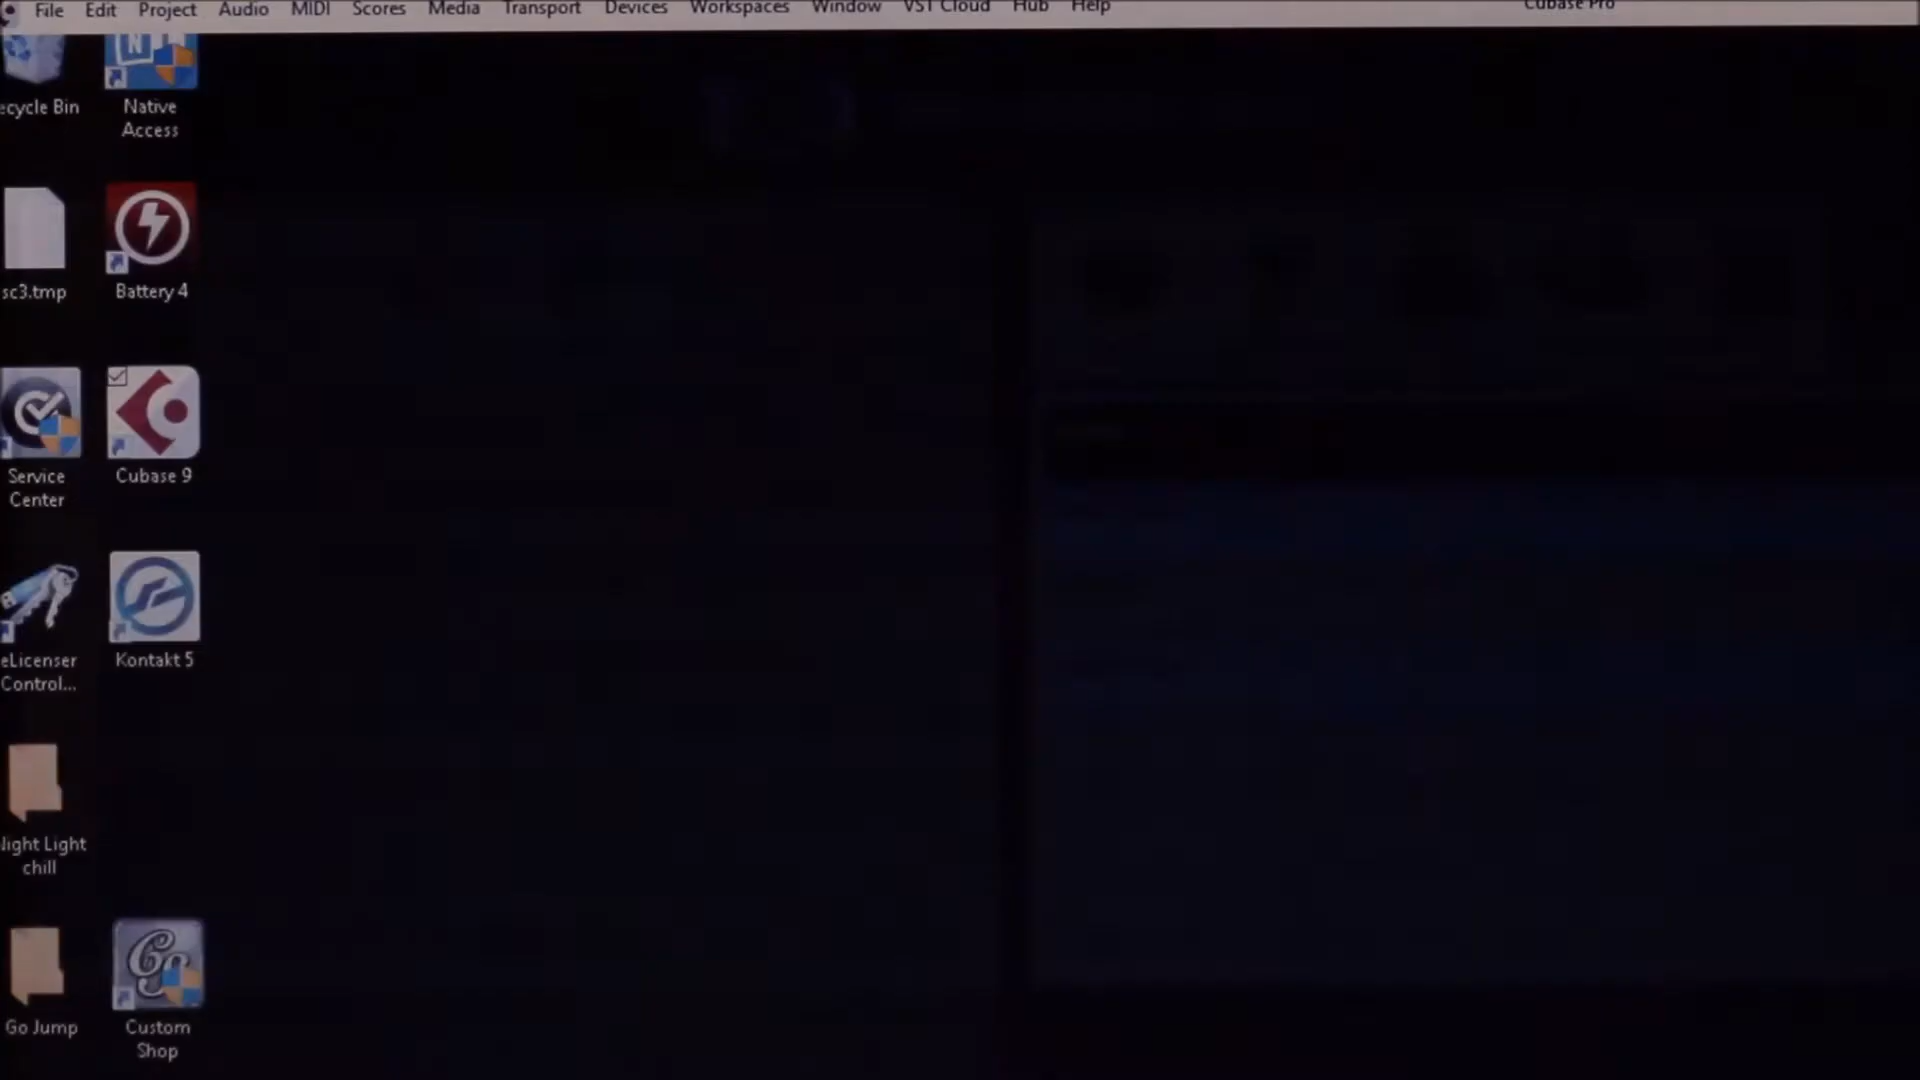 File Edit Project Audio MIDI Scores Media Transport Devices Workspaces Window VST Cloud Hub Help
Cubase Pro
ecycle Bin
Native
Access
sc3.tmp
Battery 4
Service
Center
Cubase 9
eLicenser
Control...
Kontakt 5
Night Light
chill
Go Jump
Custom
Shop